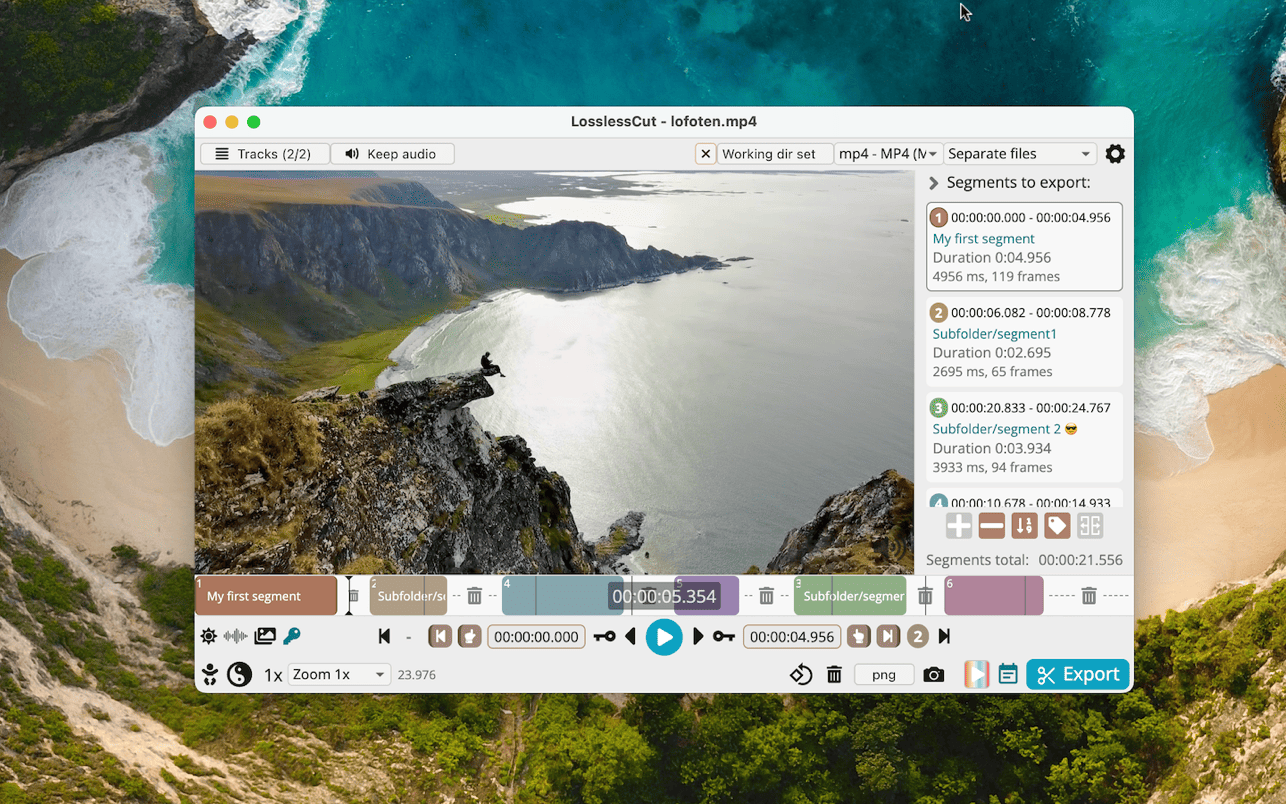 LosslessCut - lofoten.mp4
Tracks (2/2)
Keep audio
Working dir set
mp4 - MP4 (M
Separate files
Segments to export:
1 00:00:00.000 - 00:00:04.956
My first segment
Duration 0:04.956
4956 ms, 119 frames
2 00:00:06.082 - 00:00:08.778
Subfolder/segment1
Duration 0:02.695
2695 ms, 65 frames
3 00:00:20.833 - 00:00:24.767
Subfolder/segment 2 😎
Duration 0:03.934
3933 ms, 94 frames
4 00:00:10.678 - 00:00:14.933
Segments total: 00:00:21.556
1 My first segment
2 Subfolder/se
4
00:00:05.354
5
3 Subfolder/segmer
6
00:00:00.000
00:00:04.956
2
1x
Zoom 1x
23.976
png
Export